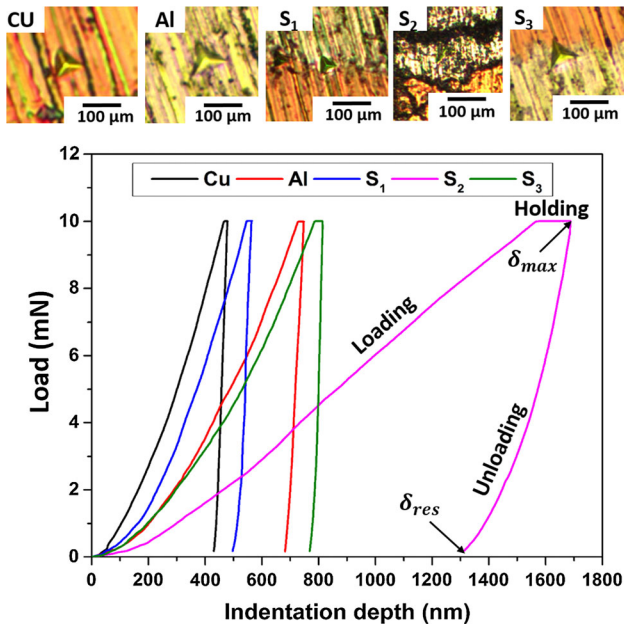 CU
Al
S₁
S₂
S₃
100 µm
100 µm
100 µm
100 µm
100 µm
Cu
Al
S₁
S₂
S₃
Holding
δmax
Loading
Unloading
δres
12
10
8
6
4
2
0
Load (mN)
0
200
400
600
800
1000
1200
1400
1600
1800
Indentation depth (nm)